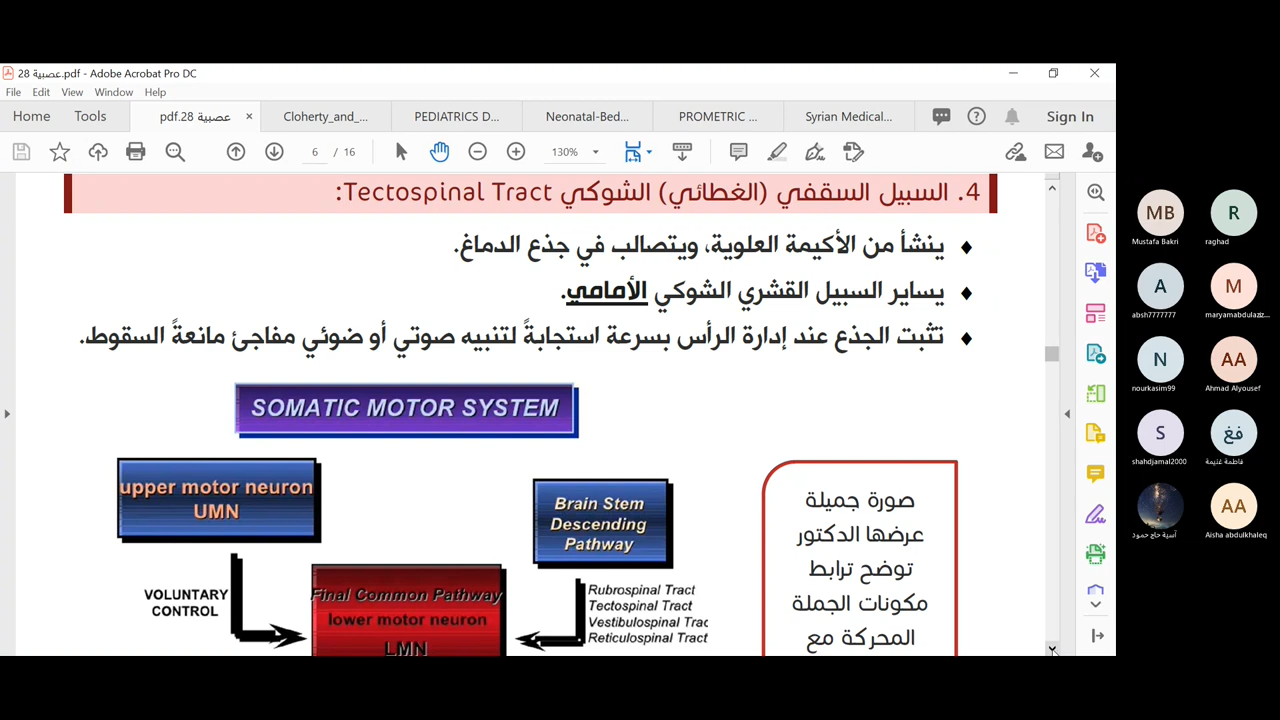 عصبية 28.pdf - Adobe Acrobat Pro DC
File Edit View Window Help
Home Tools عصبية 28.pdf × Cloherty_and_... PEDIATRICS D... Neonatal-Bed... PROMETRIC ... Syrian Medical... Sign In
6 / 16 130%
4. السبيل السقفي (الغطائي) الشوكي Tectospinal Tract:
♦ ينشأ من الأكيمة العلوية، ويتصالب في جذع الدماغ.
♦ يساير السبيل القشري الشوكي الأمامي.
♦ تثبت الجذع عند إدارة الرأس بسرعة استجابةً لتنبيه صوتي أو ضوئي مفاجئ مانعةً السقوط.
SOMATIC MOTOR SYSTEM
upper motor neuron
UMN
Brain Stem
Descending
Pathway
VOLUNTARY
CONTROL
Final Common Pathway
lower motor neuron
LMN
Rubrospinal Tract
Tectospinal Tract
Vestibulospinal Trac
Reticulospinal Tract
صورة جميلة
عرضها الدكتور
توضح ترابط
مكونات الجملة
المحركة مع
MB
Mustafa Bakri
R
raghad
A
absh7777777
M
maryamabdulaziz...
N
nourkasim99
AA
Ahmad Alyousef
S
shahdjamal2000
فغ
فاطمة غنيمة
آسية حاج حمود
AA
Aisha abdulkhaleq